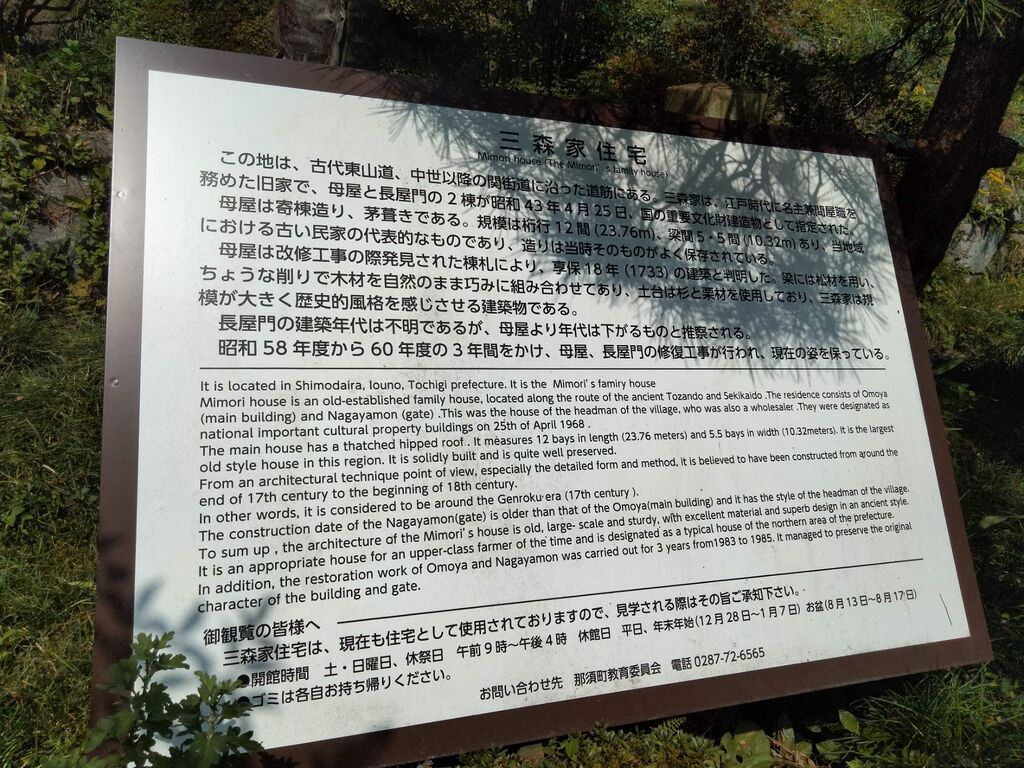 三森家住宅
Mimori house (The Mimori's family house)
この地は、古代東山道、中世以降の関街道に沿った道筋にある。三森家は、江戸時代に名主兼問屋職を
務めた旧家で、母屋と長屋門の2棟が昭和43年4月25日、国の重要文化財建造物として指定された。
母屋は寄棟造り、茅葺きである。規模は桁行12間(23.76m)、梁間5・5間(10.32m)あり、当地域
における古い民家の代表的なものであり、造りは当時そのものがよく保存されている。
母屋は改修工事の際発見された棟札により、享保18年(1733)の建築と判明した。梁には松材を用い、
ちょうな削りで木材を自然のまま巧みに組み合わせてあり、土台は杉と栗材を使用しており、三森家は規
模が大きく歴史的風格を感じさせる建築物である。
長屋門の建築年代は不明であるが、母屋より年代は下がるものと推察される。
昭和58年度から60年度の3年間をかけ、母屋、長屋門の修復工事が行われ、現在の姿を保っている。
It is located in Shimodaira, Iouno, Tochigi prefecture. It is the Mimori's famiry house
Mimori house is an old-established family house, located along the route of the ancient Tozando and Sekikaido .The residence consists of Omoya
(main building) and Nagayamon (gate) .This was the house of the headman of the village, who was also a wholesaler .They were designated as
national important cultural property buildings on 25th of April 1968 .
The main house has a thatched hipped roof . It measures 12 bays in length (23.76 meters) and 5.5 bays in width (10.32meters). It is the largest
old style house in this region. It is solidly built and is quite well preserved.
From an architectural technique point of view, especially the detailed form and method, it is believed to have been constructed from around the
end of 17th century to the beginning of 18th century.
In other words, it is considered to be around the Genroku era (17th century ).
The construction date of the Nagayamon(gate) is older than that of the Omoya(main building) and it has the style of the headman of the village.
To sum up , the architecture of the Mimori's house is old, large- scale and sturdy, with excellent material and superb design in an ancient style.
It is an appropriate house for an upper-class farmer of the time and is designated as a typical house of the northern area of the prefecture.
In addition, the restoration work of Omoya and Nagayamon was carried out for 3 years from1983 to 1985. It managed to preserve the original
character of the building and gate.
御観覧の皆様へ
三森家住宅は、現在も住宅として使用されておりますので、見学される際はその旨ご承知下さい。
●開館時間 土・日曜日、休祭日 午前9時～午後4時 休館日 平日、年末年始(12月28日～1月7日) お盆(8月13日～8月17日)
●ゴミは各自お持ち帰りください。
お問い合わせ先 那須町教育委員会 電話0287-72-6565